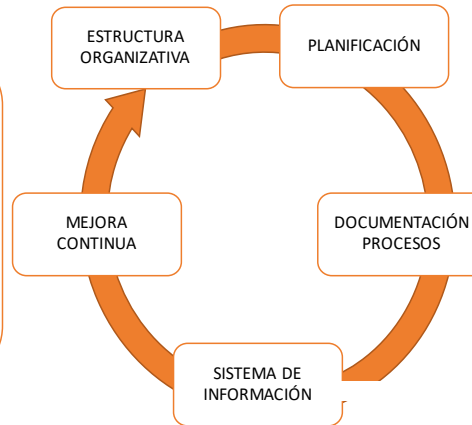 ESTRUCTURA
ORGANIZATIVA
PLANIFICACIÓN
DOCUMENTACIÓN
PROCESOS
SISTEMA DE
INFORMACIÓN
MEJORA
CONTINUA